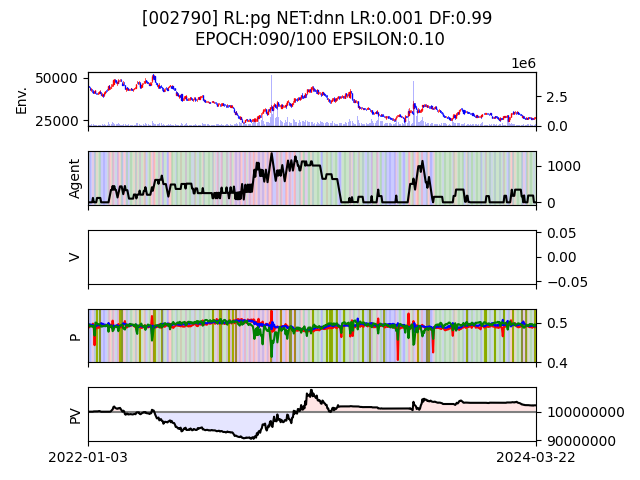 [002790] RL:pg NET:dnn LR:0.001 DF:0.99
EPOCH:090/100 EPSILON:0.10
1e6
Env.
50000
25000
2.5
0.0
Agent
1000
0
V
0.05
0.00
−0.05
P
0.5
0.4
PV
100000000
90000000
2022-01-03
2024-03-22